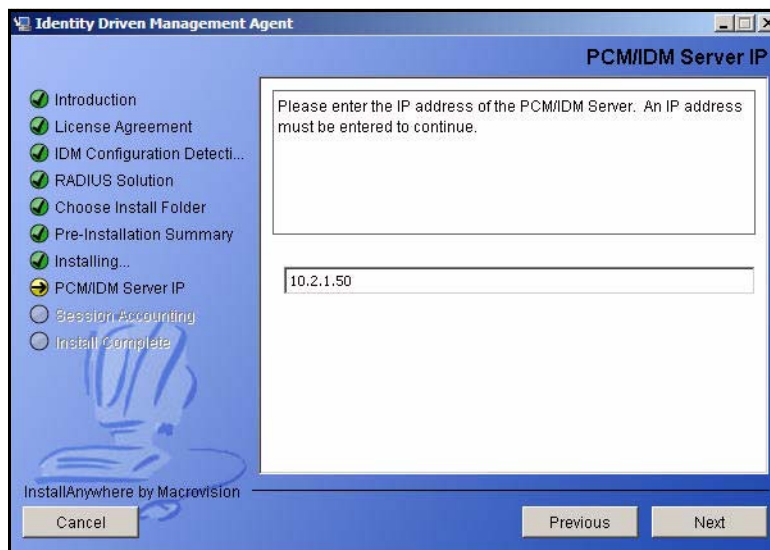 Identity Driven Management Agent
PCM/IDM Server IP
Introduction
License Agreement
IDM Configuration Detecti...
RADIUS Solution
Choose Install Folder
Pre-Installation Summary
Installing...
PCM/IDM Server IP
Session Accounting
Install Complete
Please enter the IP address of the PCM/IDM Server. An IP address
must be entered to continue.
10.2.1.50
InstallAnywhere by Macrovision
Cancel
Previous
Next